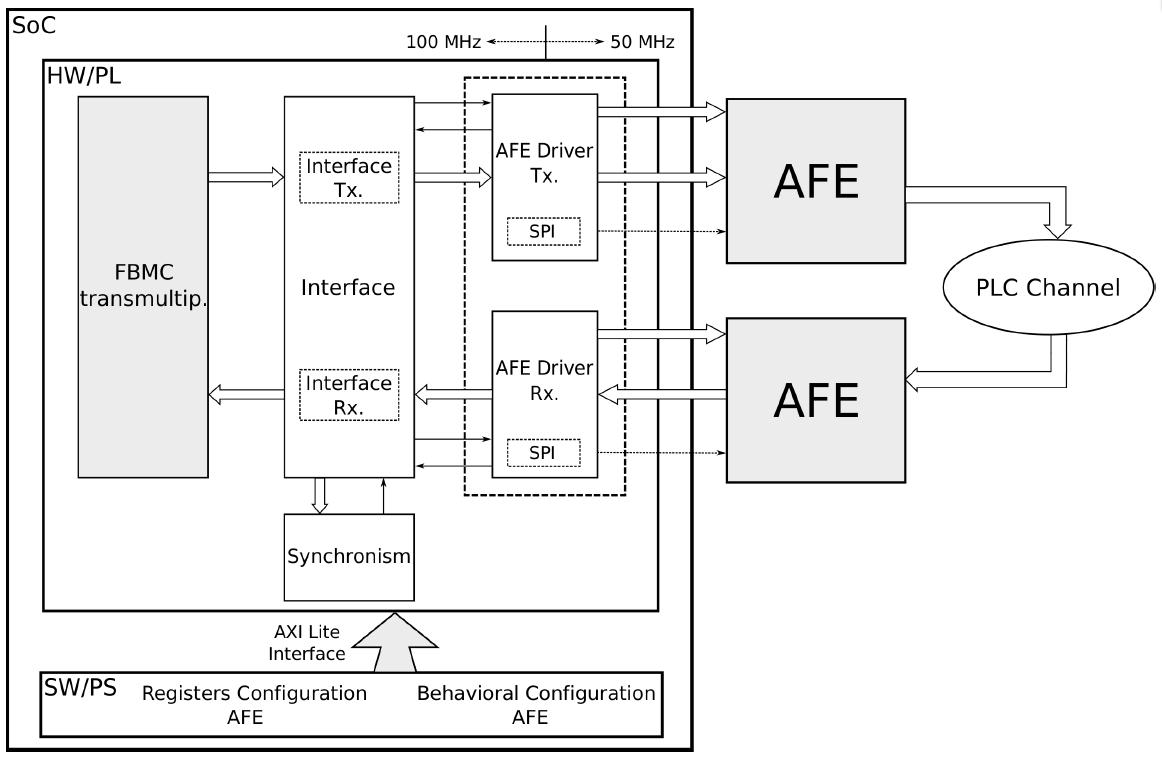 SoC
100 MHz
50 MHz
HW/PL
FBMC
transmultip.
Interface
Tx.
Interface
Interface
Rx.
AFE Driver
Tx.
SPI
AFE Driver
Rx.
SPI
AFE
AFE
PLC Channel
Synchronism
AXI Lite
Interface
SW/PS
Registers Configuration
AFE
Behavioral Configuration
AFE